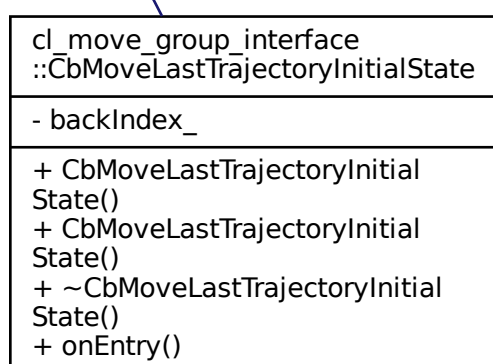 cl_move_group_interface
::CbMoveLastTrajectoryInitialState
- backIndex_
+ CbMoveLastTrajectoryInitial
State()
+ CbMoveLastTrajectoryInitial
State()
+ ~CbMoveLastTrajectoryInitial
State()
+ onEntry()